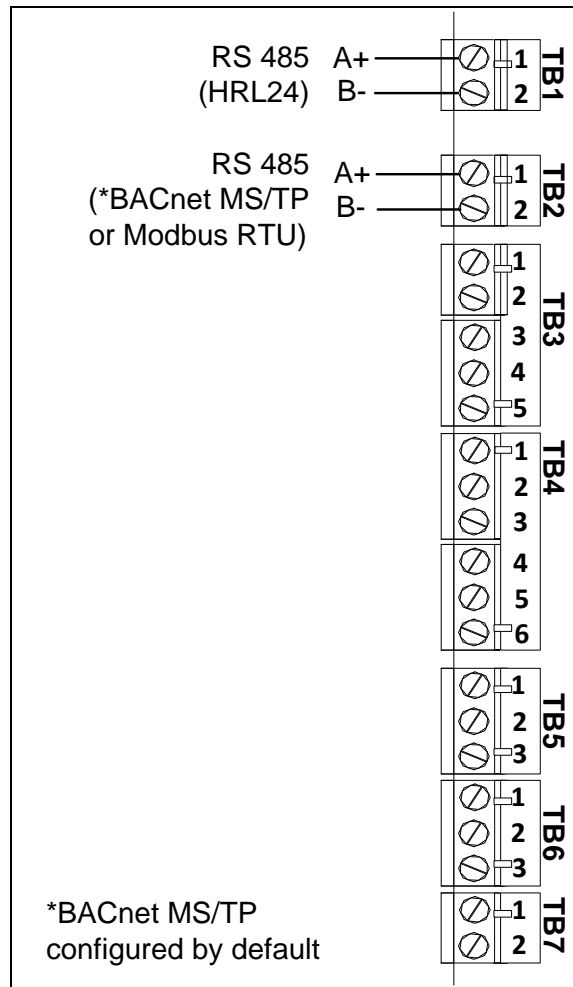 RS 485 A+ 1
(HRL24) B- 2
TB1
RS 485 A+ 1
(*BACnet MS/TP B- 2
or Modbus RTU)
TB2
1
2
3
4
5
TB3
1
2
3
4
5
6
TB4
1
2
3
TB5
1
2
3
TB6
1
2
TB7
*BACnet MS/TP
configured by default